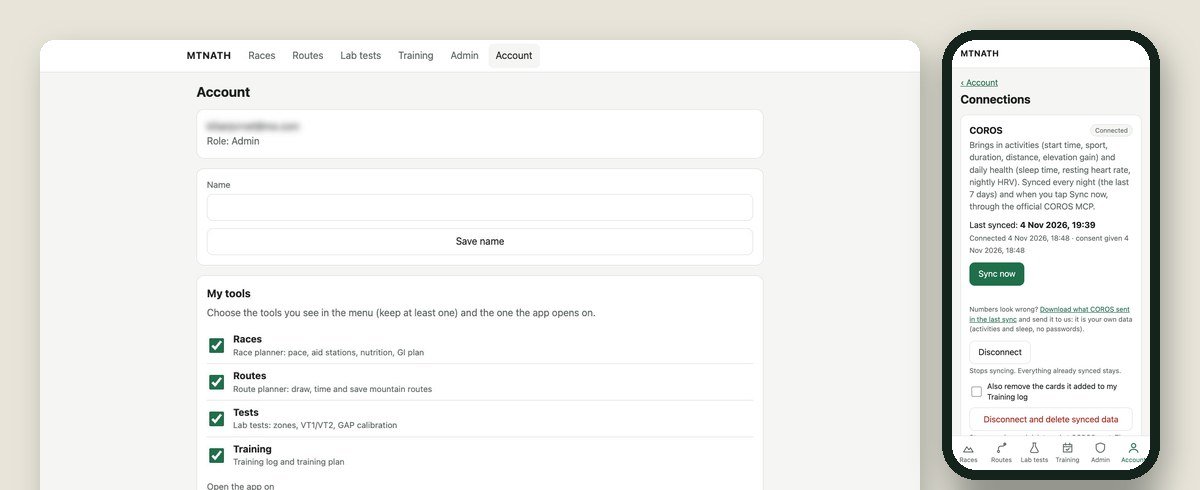 MTNATH Races Routes Lab tests Training Admin Account
Account
Role: Admin
Name
Save name
My tools
Choose the tools you see in the menu (keep at least one) and the one the app opens on.
Races
Race planner: pace, aid stations, nutrition, GI plan
Routes
Route planner: draw, time and save mountain routes
Tests
Lab tests: zones, VT1/VT2, GAP calibration
Training
Training log and training plan
Open the app on
MTNATH
‹ Account
Connections
COROS Connected
Brings in activities (start time, sport,
duration, distance, elevation gain) and
daily health (sleep time, resting heart rate,
nightly HRV). Synced every night (the last
7 days) and when you tap Sync now,
through the official COROS MCP.
Last synced: 4 Nov 2026, 19:39
Connected 4 Nov 2026, 18:48 · consent given 4
Nov 2026, 18:48
Sync now
Numbers look wrong? Download what COROS sent
in the last sync and send it to us: it is your own data
(activities and sleep, no passwords).
Disconnect
Stops syncing. Everything already synced stays.
Also remove the cards it added to my
Training log
Disconnect and delete synced data
Races Routes Lab tests Training Admin Account